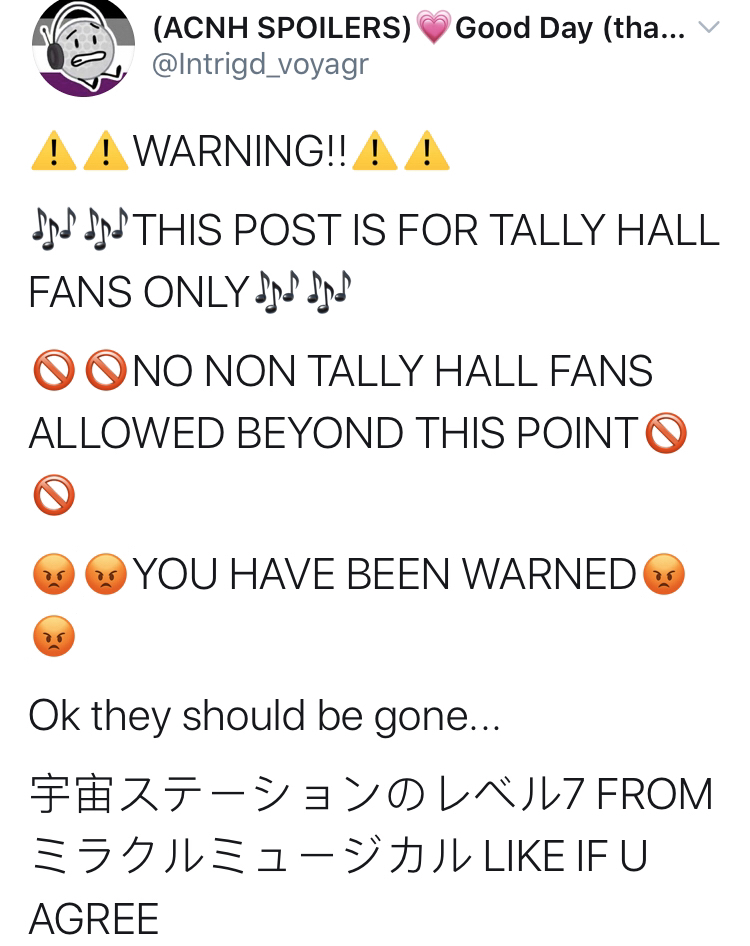 (ACNH SPOILERS)💗Good Day (tha...
@Intrigd_voyagr
⚠️⚠️WARNING!!⚠️⚠️
🎶🎶THIS POST IS FOR TALLY HALL
FANS ONLY🎶🎶
🚫🚫NO NON TALLY HALL FANS
ALLOWED BEYOND THIS POINT🚫
🚫
😡😡YOU HAVE BEEN WARNED😡
😡
Ok they should be gone...
宇宙ステーションのレベル7 FROM
ミラクルミュージカル LIKE IF U
AGREE